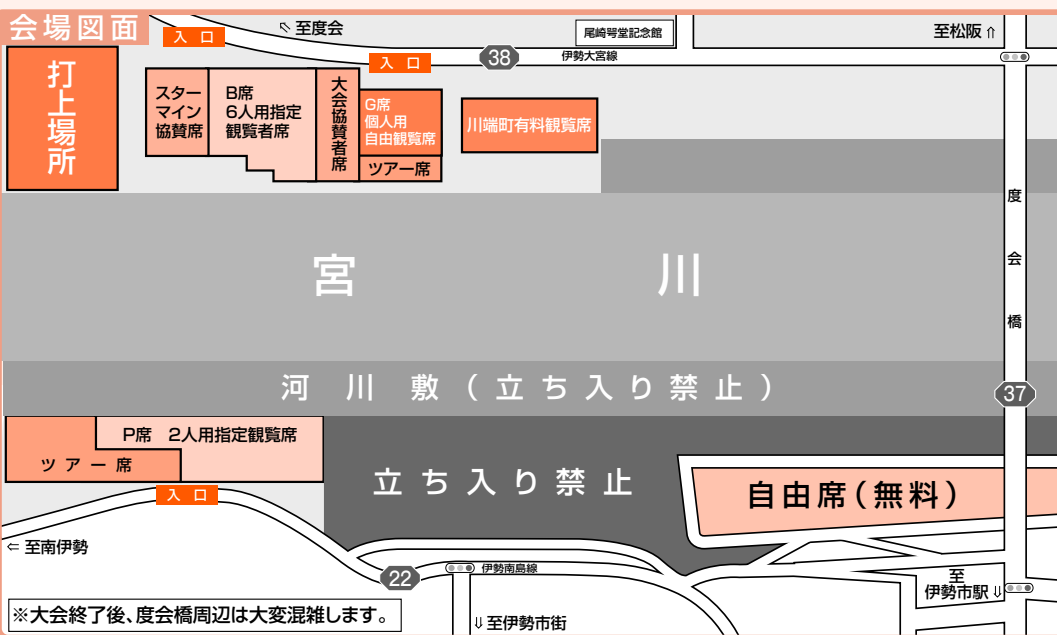 会場図面
打上場所
入口
至度会
入口
38
尾崎咢堂記念館
伊勢大宮線
至松阪⇧
スター
マイン
協賛席
B席
6人用指定
観覧者席
大会協賛者席
G席
個人用
自由観覧席
ツアー席
川端町有料観覧席
宮川
度会橋
37
河川敷(立ち入り禁止)
P席 2人用指定観覧席
ツアー席
入口
立ち入り禁止
自由席(無料)
⇐至南伊勢
22
伊勢南島線
⇩至伊勢市街
至
伊勢市駅⇩
※大会終了後、度会橋周辺は大変混雑します。